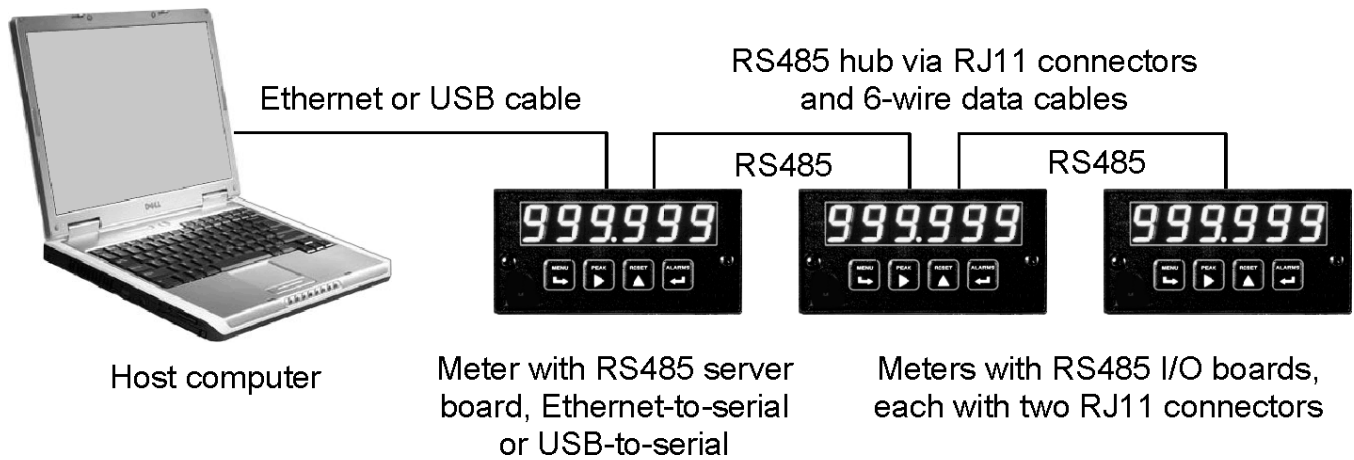 RS485 hub via RJ11 connectors
and 6-wire data cables
Ethernet or USB cable
RS485
RS485
DELL
999.999
999.999
999.999
MENU PEAK RESET ALARMS
MENU PEAK RESET ALARMS
MENU PEAK RESET ALARMS
Host computer
Meter with RS485 server
board, Ethernet-to-serial
or USB-to-serial
Meters with RS485 I/O boards,
each with two RJ11 connectors